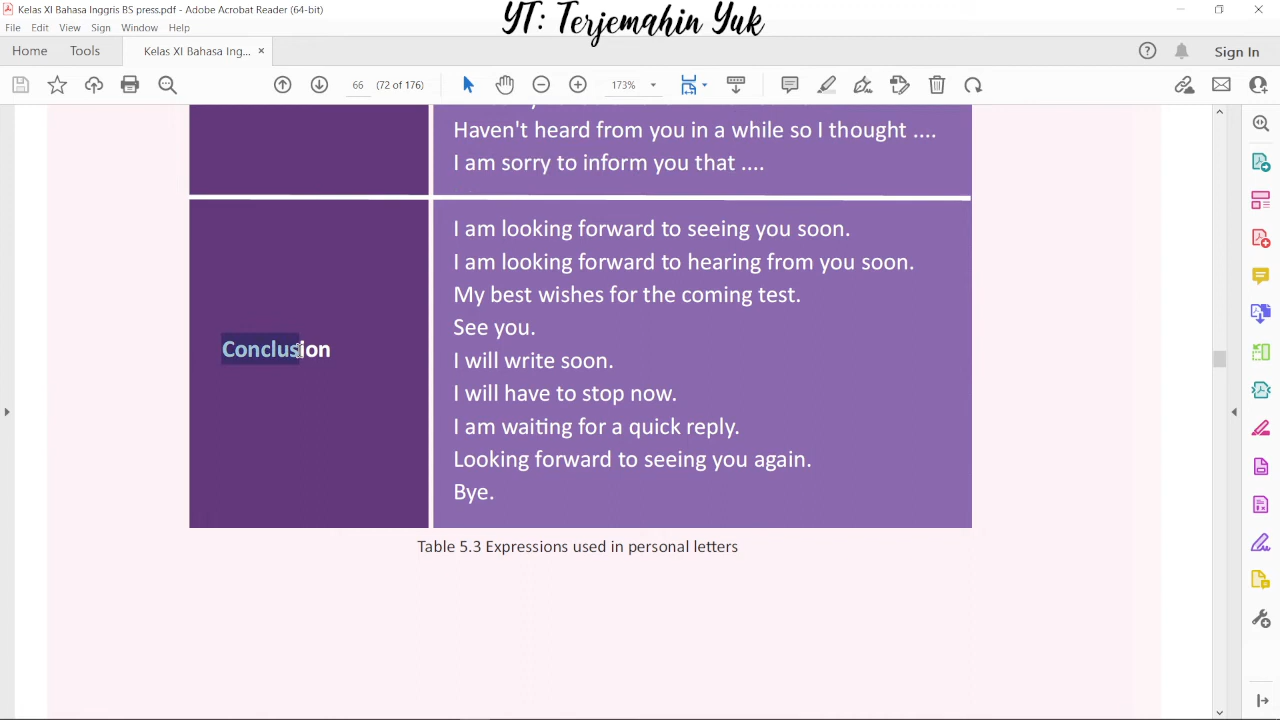 Kelas XI Bahasa Inggris BS press.pdf - Adobe Acrobat Reader (64-bit)
YT: Terjemahin Yuk
File Edit View Sign Window Help
Home Tools Kelas XI Bahasa Ing... × Sign In
66 (72 of 176) 173%
Haven't heard from you in a while so I thought ....
I am sorry to inform you that ....
Conclusion
I am looking forward to seeing you soon.
I am looking forward to hearing from you soon.
My best wishes for the coming test.
See you.
I will write soon.
I will have to stop now.
I am waiting for a quick reply.
Looking forward to seeing you again.
Bye.
Table 5.3 Expressions used in personal letters